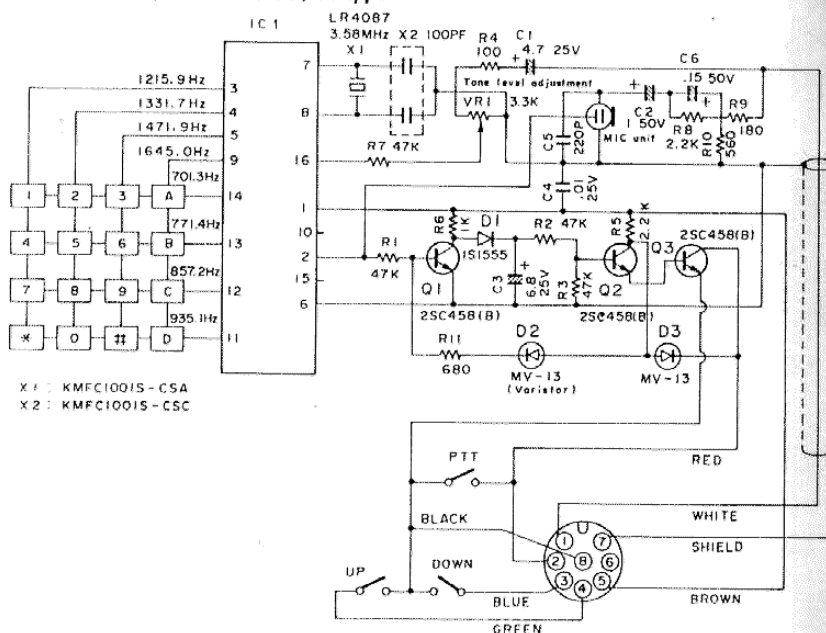 IC 1
LR4087
3.58MHz X2 100PF
X1
R4
100
C1
4.7 25V
C6
.15 50V
Tone level adjustment
VR1
3.3K
R7 47K
C5
220P
MIC unit
C2
1 50V
R8
2.2K
R9
180
R10
560
C4
.01
25V
1215.9Hz
1331.7Hz
1471.9Hz
1645.0Hz
701.3Hz
771.4Hz
857.2Hz
935.1Hz
3
4
5
9
14
13
12
11
7
8
16
1
10
2
15
6
1 2 3 A
4 5 6 B
7 8 9 C
* 0 # D
R1
47K
R6
1K
D1
1S1555
R2 47K
C3
6.8
25V
R3
47K
R5
2.2K
Q1
2SC458(B)
Q2
2SC458(B)
Q3
2SC458(B)
R11
680
D2
MV-13
(Varistor)
D3
MV-13
X1 : KMFC1001S-CSA
X2 : KMFC1001S-CSC
PTT
RED
WHITE
BLACK
SHIELD
UP
DOWN
BLUE
GREEN
BROWN
1
7
2
8
6
3
4
5